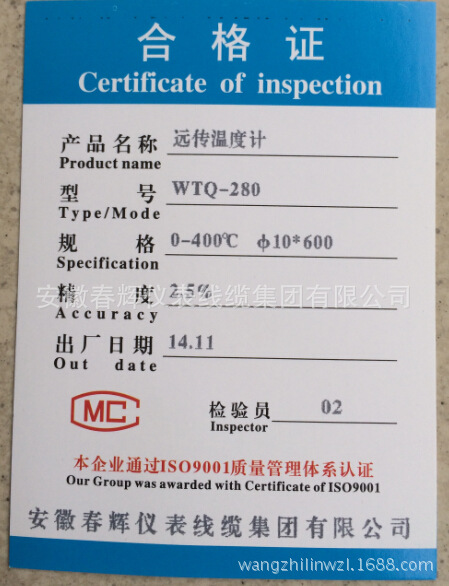 合格证
Certificate of inspection
产品名称 远传温度计
Product name
型号 WTQ-280
Type/Mode
规格 0-400℃ ф10*600
Specification
精度 2.5%
安徽春辉仪表线缆集团有限公司
Accuracy
出厂日期 14.11
Out date
MC 检验员 02
Inspector
本企业通过ISO9001质量管理体系认证
Our Group was awarded with Certificate of ISO9001
安徽春辉仪表线缆集团有限公司
wangzhilinwzl.1688.com